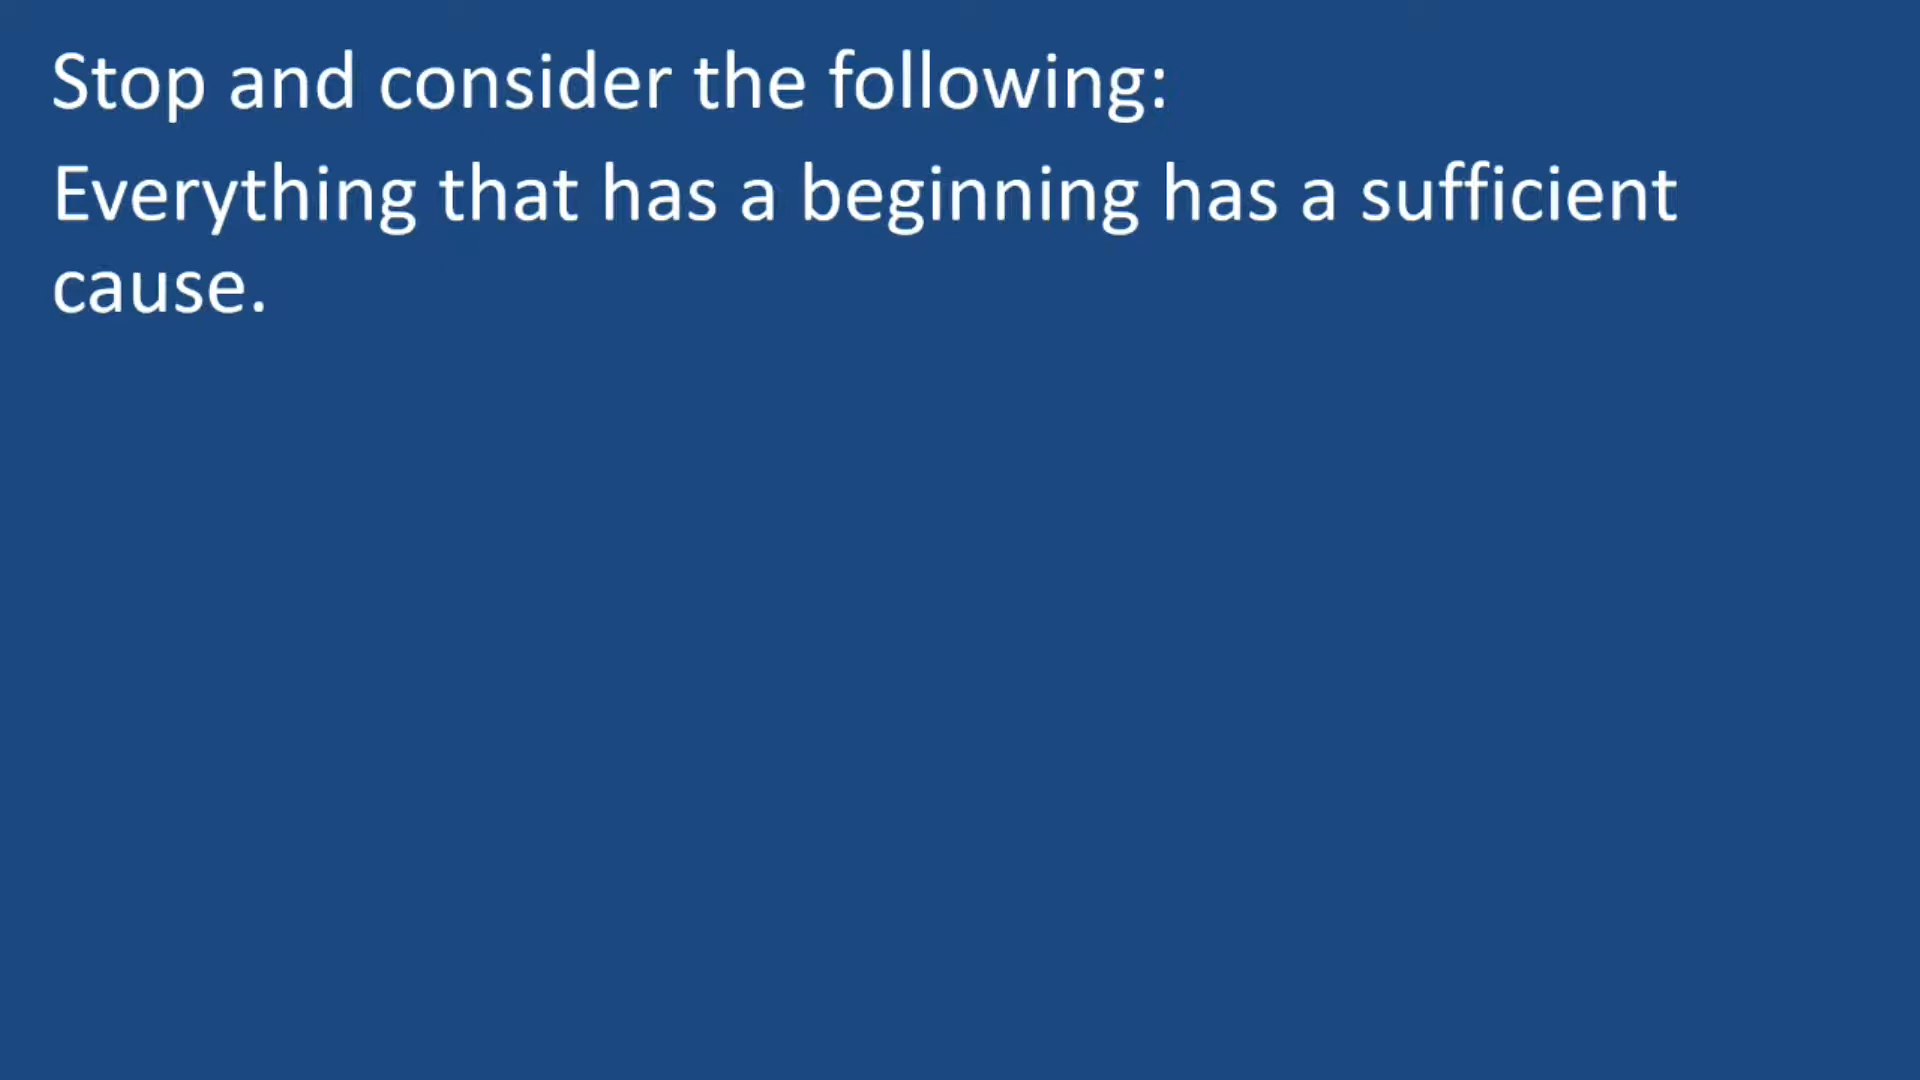 Stop and consider the following:
Everything that has a beginning has a sufficient
cause.